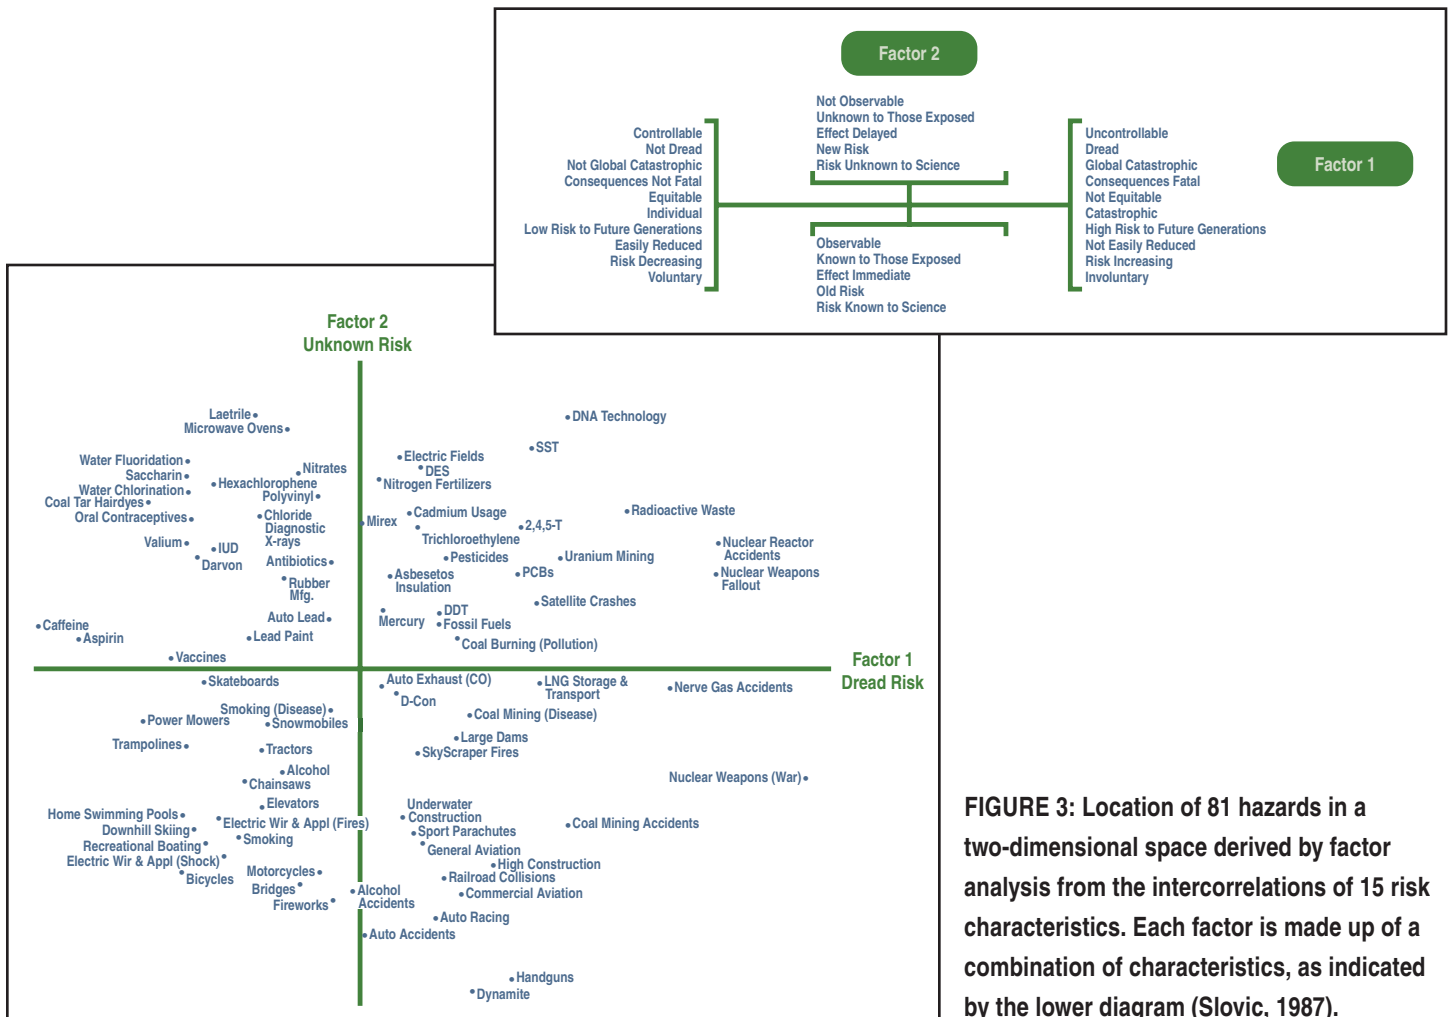 Factor 2
Not Observable
Unknown to Those Exposed
Effect Delayed
New Risk
Risk Unknown to Science
Controllable
Not Dread
Not Global Catastrophic
Consequences Not Fatal
Equitable
Individual
Low Risk to Future Generations
Easily Reduced
Risk Decreasing
Voluntary
Uncontrollable
Dread
Global Catastrophic
Consequences Fatal
Not Equitable
Catastrophic
High Risk to Future Generations
Not Easily Reduced
Risk Increasing
Involuntary
Factor 1
Observable
Known to Those Exposed
Effect Immediate
Old Risk
Risk Known to Science
Factor 2
Unknown Risk
Laetrile
Microwave Ovens
Water Fluoridation
Saccharin
Water Chlorination
Coal Tar Hairdyes
Oral Contraceptives
Valium
Nitrates
Hexachlorophene
Polyvinyl
Chloride
Diagnostic
X-rays
IUD
Darvon
Antibiotics
Rubber
Mfg.
Auto Lead
Lead Paint
Caffeine
Aspirin
Vaccines
DNA Technology
SST
Electric Fields
DES
Nitrogen Fertilizers
Mirex
Cadmium Usage
Trichloroethylene
2,4,5-T
Radioactive Waste
Pesticides
Uranium Mining
Nuclear Reactor
Accidents
Asbesetos
Insulation
PCBs
Nuclear Weapons
Fallout
Satellite Crashes
Mercury
DDT
Fossil Fuels
Coal Burning (Pollution)
Factor 1
Dread Risk
Skateboards
Smoking (Disease)
Power Mowers
Snowmobiles
Trampolines
Tractors
Alcohol
Chainsaws
Elevators
Home Swimming Pools
Electric Wir & Appl (Fires)
Downhill Skiing
Smoking
Recreational Boating
Electric Wir & Appl (Shock)
Bicycles
Motorcycles
Bridges
Fireworks
Alcohol
Accidents
Auto Exhaust (CO)
D-Con
LNG Storage &
Transport
Nerve Gas Accidents
Coal Mining (Disease)
Large Dams
SkyScraper Fires
Nuclear Weapons (War)
Underwater
Construction
Sport Parachutes
Coal Mining Accidents
General Aviation
High Construction
Railroad Collisions
Commercial Aviation
Auto Racing
Auto Accidents
Handguns
Dynamite
FIGURE 3: Location of 81 hazards in a
two-dimensional space derived by factor
analysis from the intercorrelations of 15 risk
characteristics. Each factor is made up of a
combination of characteristics, as indicated
by the lower diagram (Slovic, 1987).